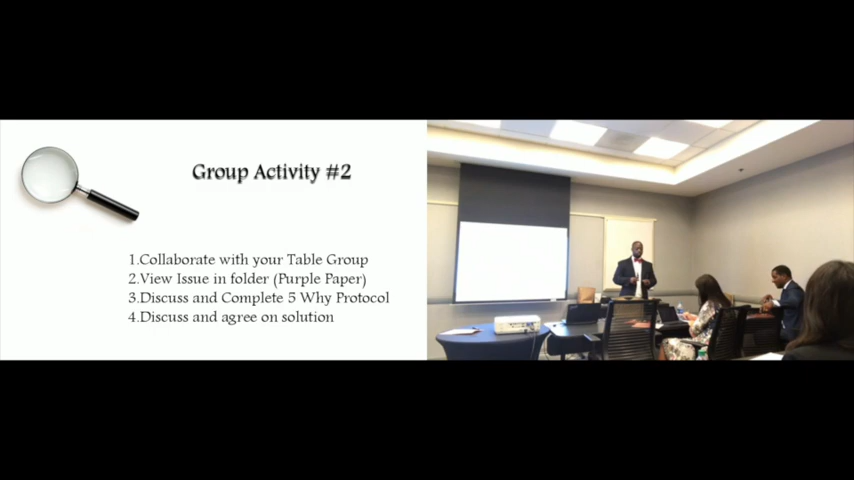 Group Activity #2
1.Collaborate with your Table Group
2.View Issue in folder (Purple Paper)
3.Discuss and Complete 5 Why Protocol
4.Discuss and agree on solution